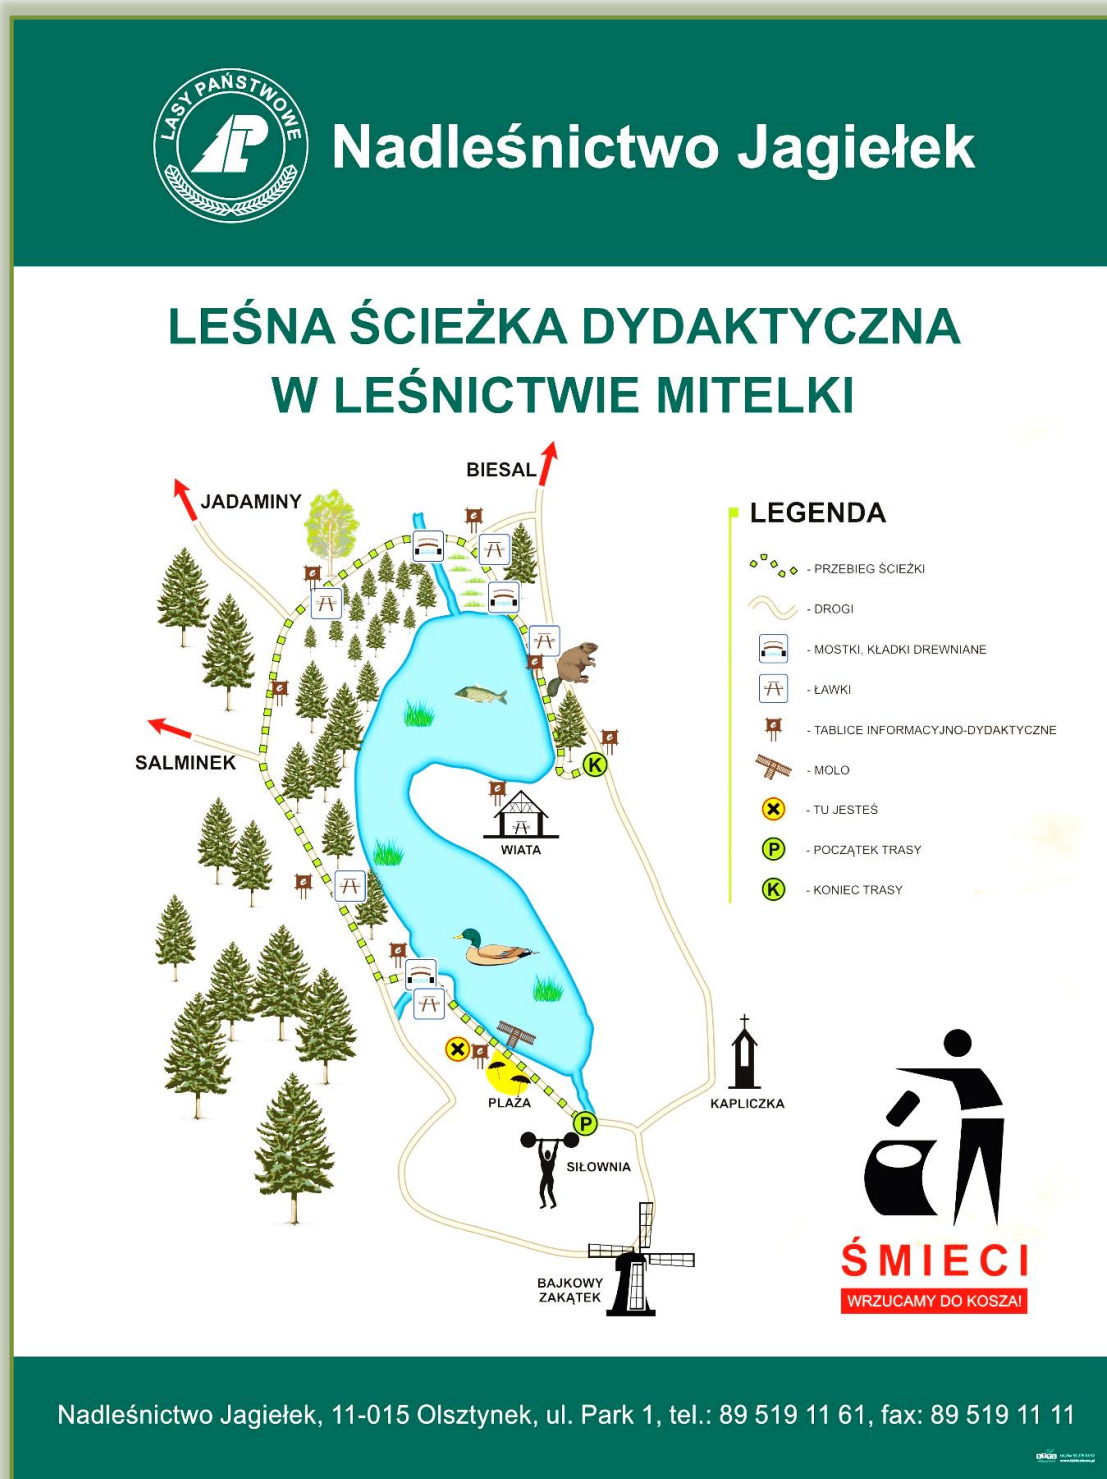 LASY PAŃSTWOWE
Nadleśnictwo Jagiełek
LEŚNA ŚCIEŻKA DYDAKTYCZNA
W LEŚNICTWIE MITELKI
BIESAL
JADAMINY
SALMINEK
K
WIATA
PLAŻA
P
SIŁOWNIA
KAPLICZKA
BAJKOWY
ZAKĄTEK
LEGENDA
- PRZEBIEG ŚCIEŻKI
- DROGI
- MOSTKI, KŁADKI DREWNIANE
- ŁAWKI
- TABLICE INFORMACYJNO-DYDAKTYCZNE
- MOLO
- TU JESTEŚ
P - POCZĄTEK TRASY
K - KONIEC TRASY
ŚMIECI
WRZUCAMY DO KOSZA!
Nadleśnictwo Jagiełek, 11-015 Olsztynek, ul. Park 1, tel.: 89 519 11 61, fax: 89 519 11 11